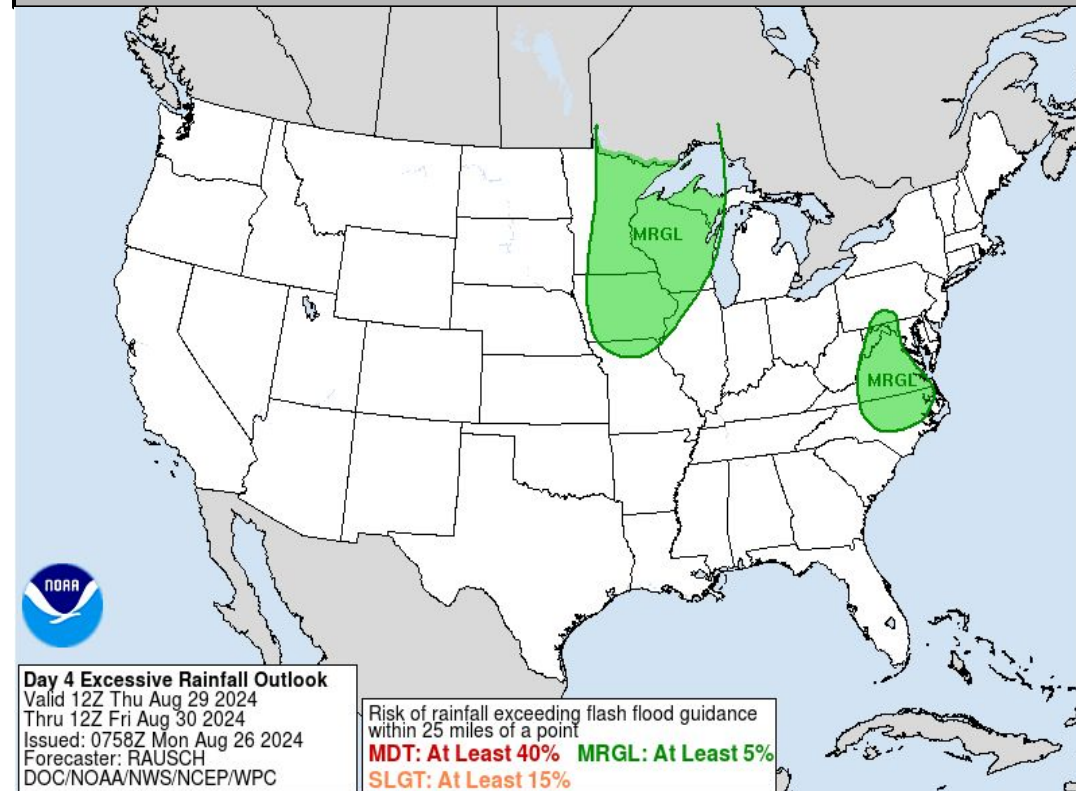 MRGL
MRGL
NOAA
Day 4 Excessive Rainfall Outlook
Valid 12Z Thu Aug 29 2024
Thru 12Z Fri Aug 30 2024
Issued: 0758Z Mon Aug 26 2024
Forecaster: RAUSCH
DOC/NOAA/NWS/NCEP/WPC
Risk of rainfall exceeding flash flood guidance
within 25 miles of a point
MDT: At Least 40% MRGL: At Least 5%
SLGT: At Least 15%